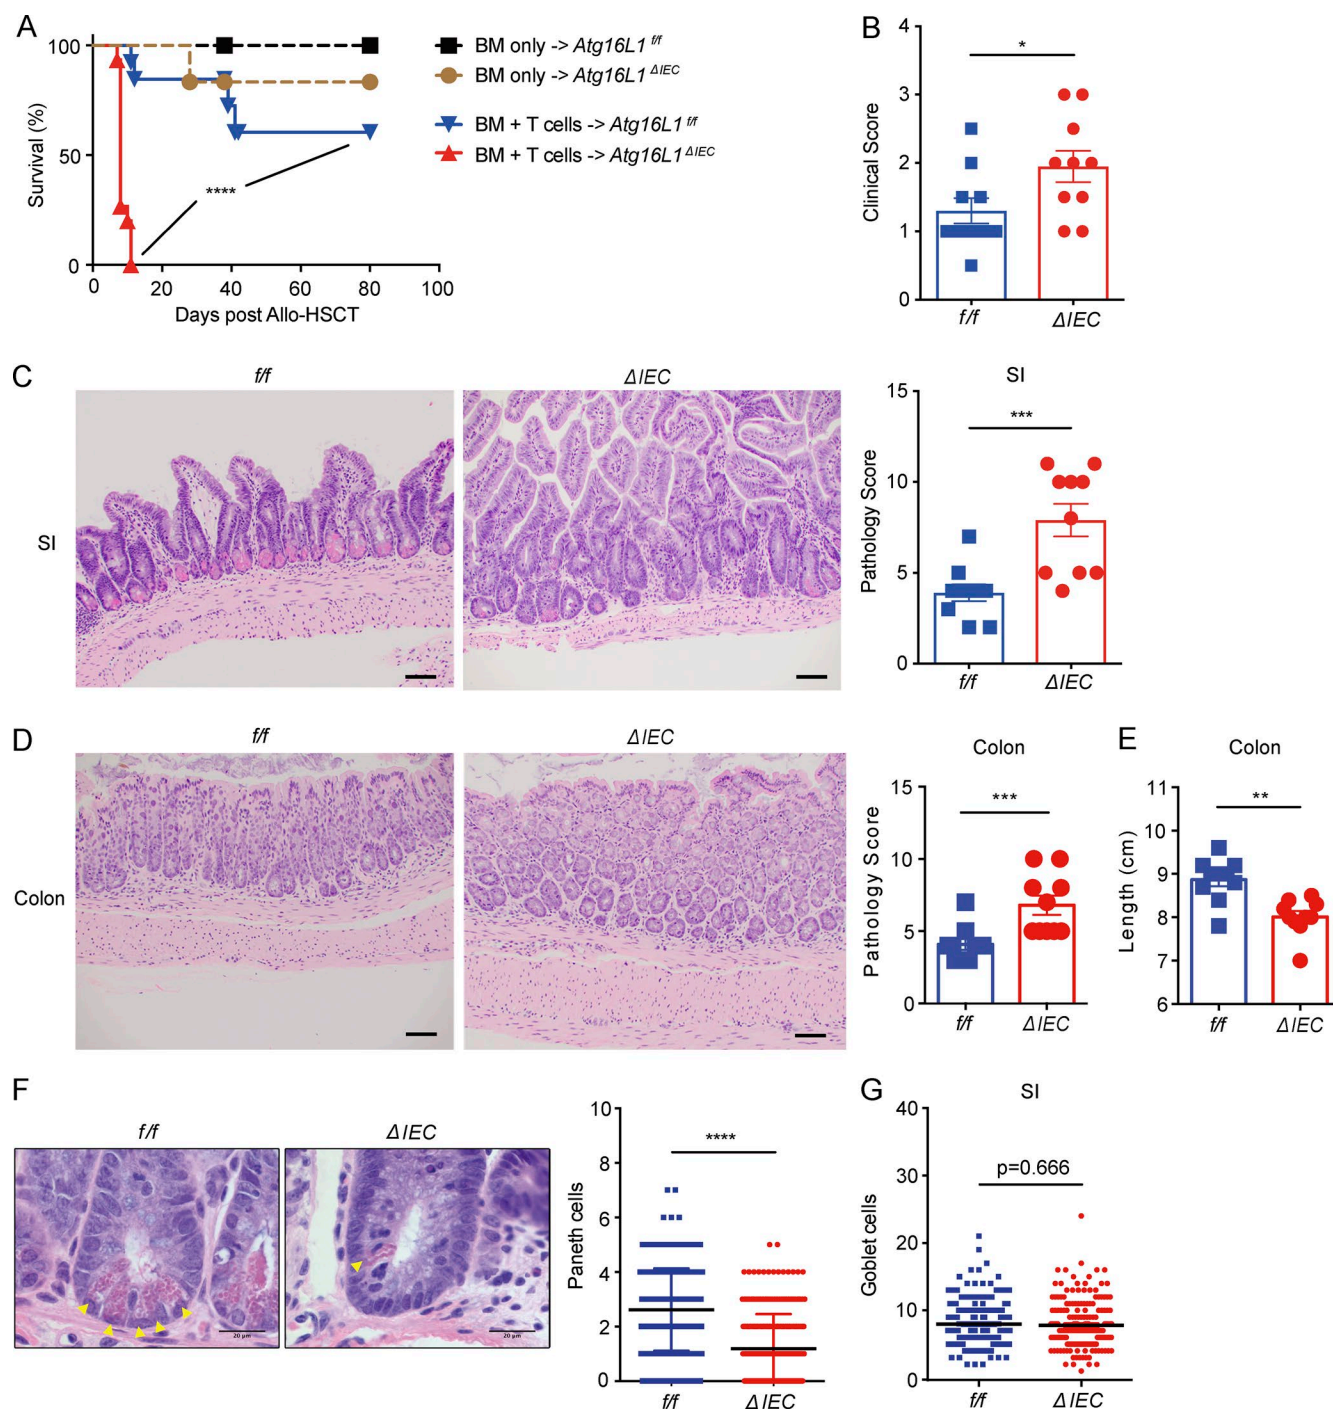 A
Survival (%)
100
50
0
0 20 40 60 80 100
Days post Allo-HSCT
****
BM only -> Atg16L1 f/f
BM only -> Atg16L1 ΔIEC
BM + T cells -> Atg16L1 f/f
BM + T cells -> Atg16L1 ΔIEC
B
Clinical Score
4
3
2
1
0
*
f/f ΔIEC
C
f/f ΔIEC
SI
SI
Pathology Score
15
10
5
0
***
f/f ΔIEC
D
f/f ΔIEC
Colon
Colon
Pathology Score
15
10
5
0
***
f/f ΔIEC
E
Colon
Length (cm)
11
10
9
8
7
6
**
f/f ΔIEC
F
f/f ΔIEC
20 μm
20 μm
Paneth cells
10
8
6
4
2
0
****
f/f ΔIEC
G
SI
Goblet cells
40
30
20
10
0
p=0.666
f/f ΔIEC